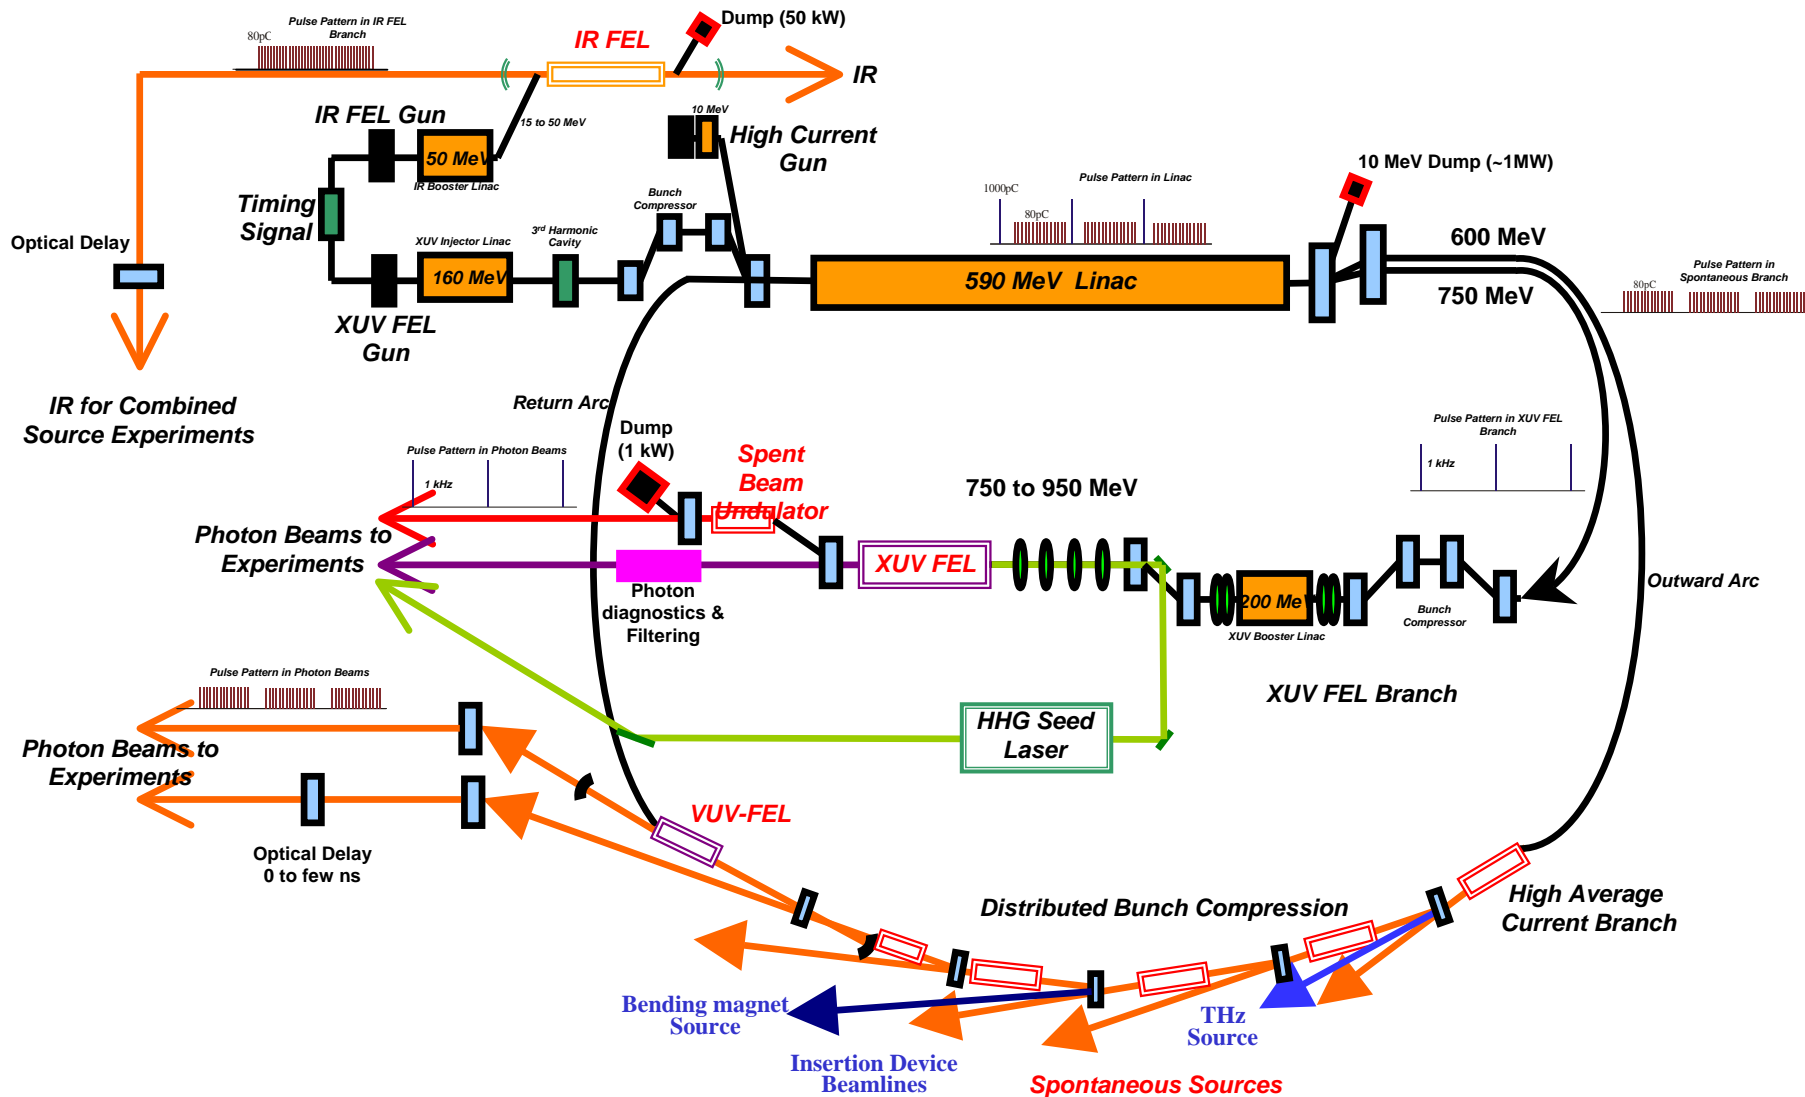 Pulse Pattern in IR FEL
Branch
80pC
IR FEL
Dump (50 kW)
IR
IR FEL Gun
15 to 50 MeV
10 MeV
High Current
Gun
50 MeV
IR Booster Linac
Timing
Signal
Optical Delay
XUV Injector Linac
160 MeV
3rd Harmonic
Cavity
Bunch
Compressor
XUV FEL
Gun
IR for Combined
Source Experiments
1000pC
80pC
Pulse Pattern in Linac
590 MeV Linac
10 MeV Dump (~1MW)
600 MeV
750 MeV
Pulse Pattern in
Spontaneous Branch
80pC
Return Arc
Dump
(1 kW)
Spent
Beam
Undulator
750 to 950 MeV
Pulse Pattern in XUV FEL
Branch
1 kHz
Pulse Pattern in Photon Beams
1 kHz
Photon Beams to
Experiments
XUV FEL
Photon
diagnostics &
Filtering
200 MeV
XUV Booster Linac
Bunch
Compressor
Outward Arc
XUV FEL Branch
HHG Seed
Laser
Pulse Pattern in Photon Beams
Photon Beams to
Experiments
Optical Delay
0 to few ns
VUV-FEL
Distributed Bunch Compression
High Average
Current Branch
Bending magnet
Source
THz
Source
Insertion Device
Beamlines
Spontaneous Sources